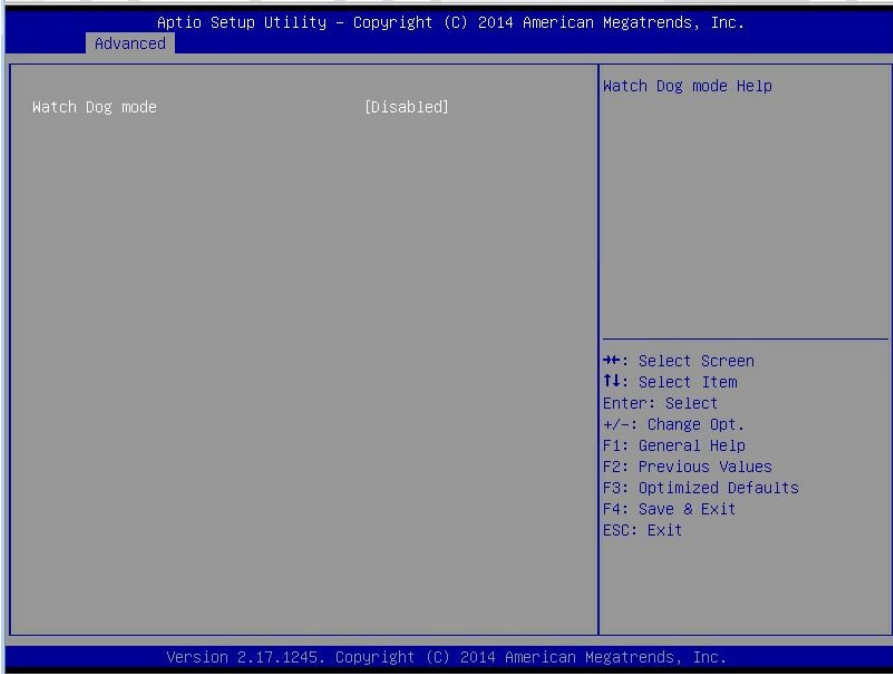 Aptio Setup Utility – Copyright (C) 2014 American Megatrends, Inc.
Advanced
Watch Dog mode [Disabled]
Watch Dog mode Help
→←: Select Screen
↑↓: Select Item
Enter: Select
+/-: Change Opt.
F1: General Help
F2: Previous Values
F3: Optimized Defaults
F4: Save & Exit
ESC: Exit
Version 2.17.1245. Copyright (C) 2014 American Megatrends, Inc.